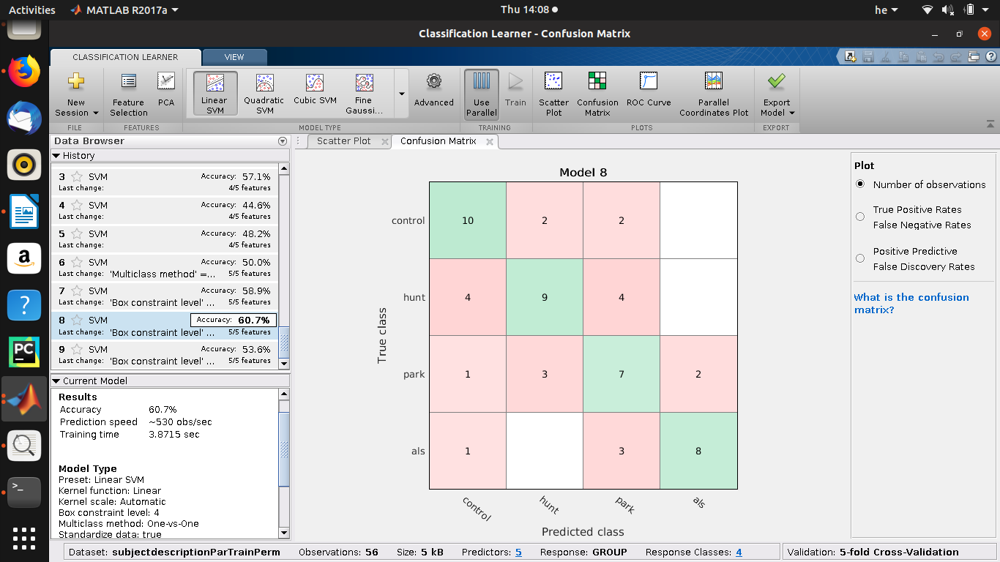 Activities
MATLAB R2017a
Thu 14:08
he
Classification Learner - Confusion Matrix
CLASSIFICATION LEARNER
VIEW
New
Session
Feature
Selection
PCA
Linear
SVM
Quadratic
SVM
Cubic SVM
Fine
Gaussi...
Advanced
Use
Parallel
Train
Scatter
Plot
Confusion
Matrix
ROC Curve
Parallel
Coordinates Plot
Export
Model
FILE
FEATURES
MODEL TYPE
TRAINING
PLOTS
EXPORT
Data Browser
History
3 SVM Accuracy: 57.1%
Last change: 4/5 features
4 SVM Accuracy: 44.6%
Last change: 4/5 features
5 SVM Accuracy: 48.2%
Last change: 4/5 features
6 SVM Accuracy: 50.0%
Last change: 'Multiclass method' =... 5/5 features
7 SVM Accuracy: 58.9%
Last change: 'Box constraint level' ... 5/5 features
8 SVM Accuracy: 60.7%
Last change: 'Box constraint level' ... 5/5 features
9 SVM Accuracy: 53.6%
Last change: 'Box constraint level' ... 5/5 features
Current Model
Results
Accuracy 60.7%
Prediction speed ~530 obs/sec
Training time 3.8715 sec
Model Type
Preset: Linear SVM
Kernel function: Linear
Kernel scale: Automatic
Box constraint level: 4
Multiclass method: One-vs-One
Standardize data: true
Scatter Plot
Confusion Matrix
Model 8
True class
control 10 2 2
hunt 4 9 4
park 1 3 7 2
als 1 3 8
control hunt park als
Predicted class
Plot
Number of observations
True Positive Rates
False Negative Rates
Positive Predictive
False Discovery Rates
What is the confusion
matrix?
Dataset: subjectdescriptionParTrainPerm Observations: 56 Size: 5 kB Predictors: 5 Response: GROUP Response Classes: 4
Validation: 5-fold Cross-Validation
a
?
PC
>_